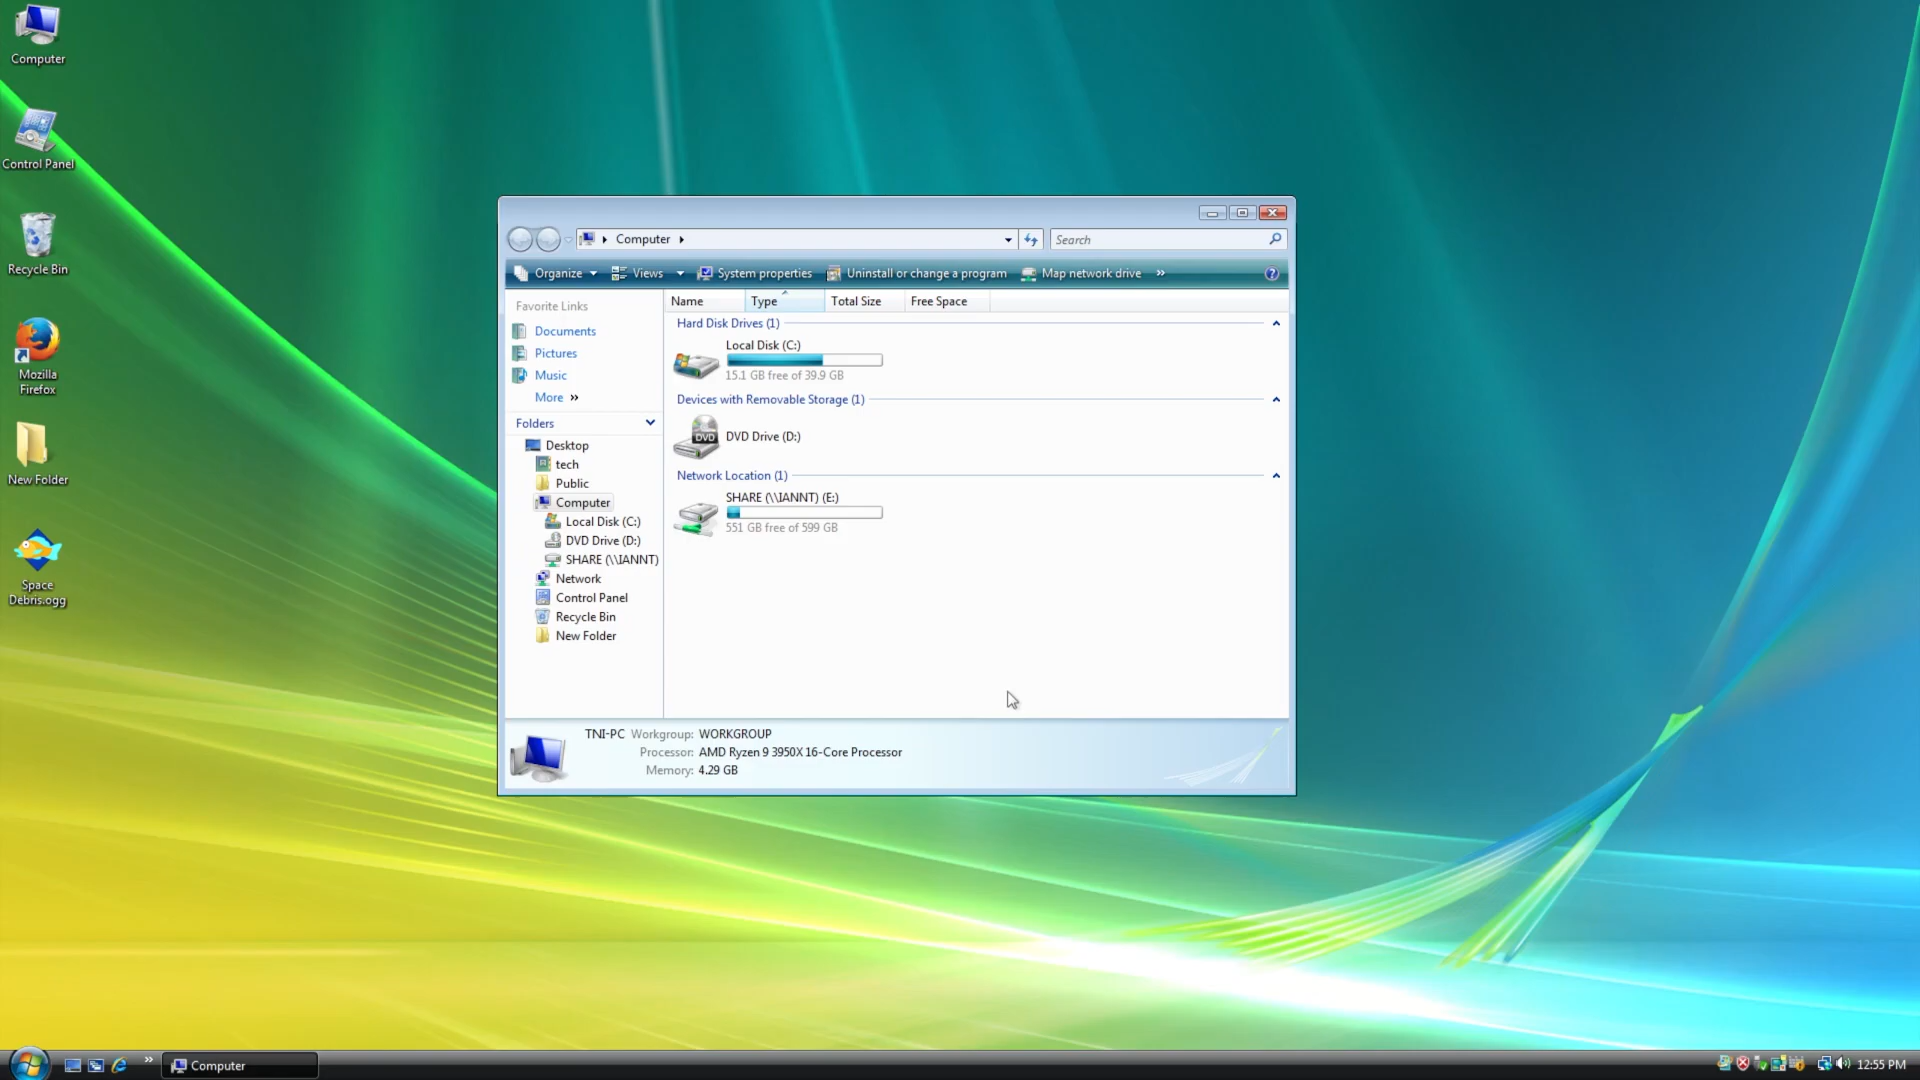 Computer
Control Panel
Recycle Bin
Mozilla
Firefox
New Folder
Space
Debris.ogg
Computer
Search
Organize
Views
System properties
Uninstall or change a program
Map network drive
»
?
Favorite Links
Documents
Pictures
Music
More »
Folders
Desktop
tech
Public
Computer
Local Disk (C:)
DVD Drive (D:)
SHARE (\\IANNT)
Network
Control Panel
Recycle Bin
New Folder
Name
Type
Total Size
Free Space
Hard Disk Drives (1)
Local Disk (C:)
15.1 GB free of 39.9 GB
Devices with Removable Storage (1)
DVD
DVD Drive (D:)
Network Location (1)
SHARE (\\IANNT) (E:)
551 GB free of 599 GB
TNI-PC Workgroup: WORKGROUP
Processor: AMD Ryzen 9 3950X 16-Core Processor
Memory: 4.29 GB
»
Computer
12:55 PM